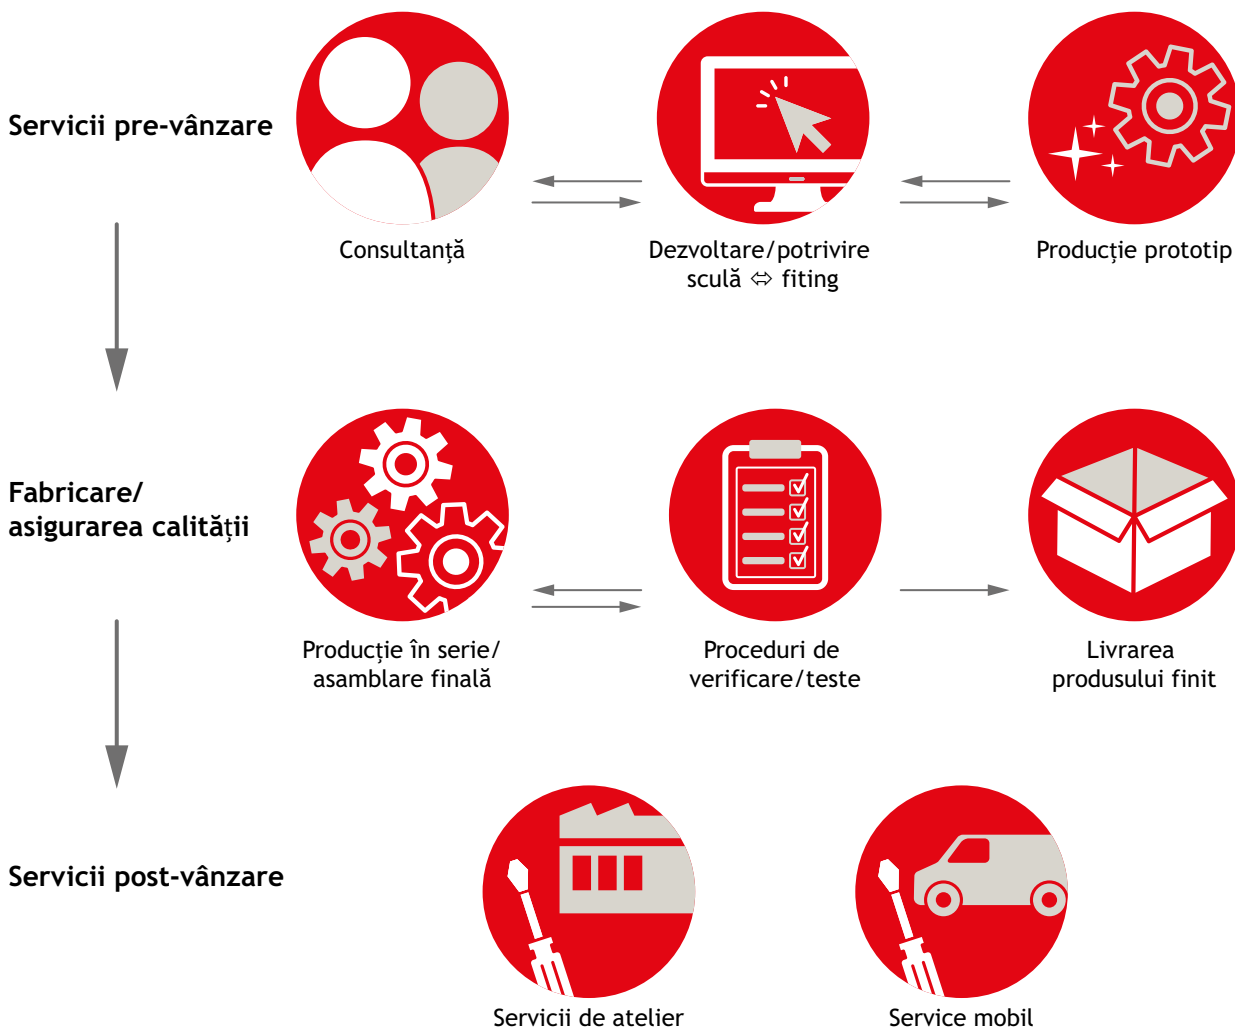 Servicii pre-vânzare
Consultanță
Dezvoltare/potrivire
sculă ⬄ fiting
Producție prototip
Fabricare/
asigurarea calității
Producție în serie/
asamblare finală
Proceduri de
verificare/teste
Livrarea
produsului finit
Servicii post-vânzare
Servicii de atelier
Service mobil